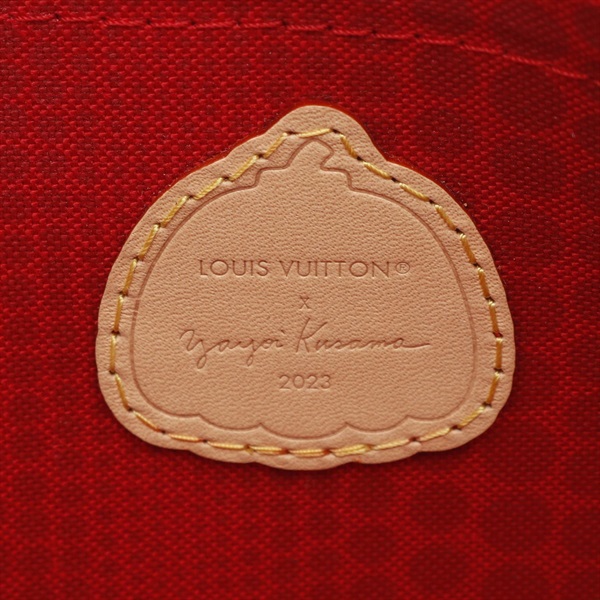 LOUIS VUITTON®
x
Yayoi Kusama
2023